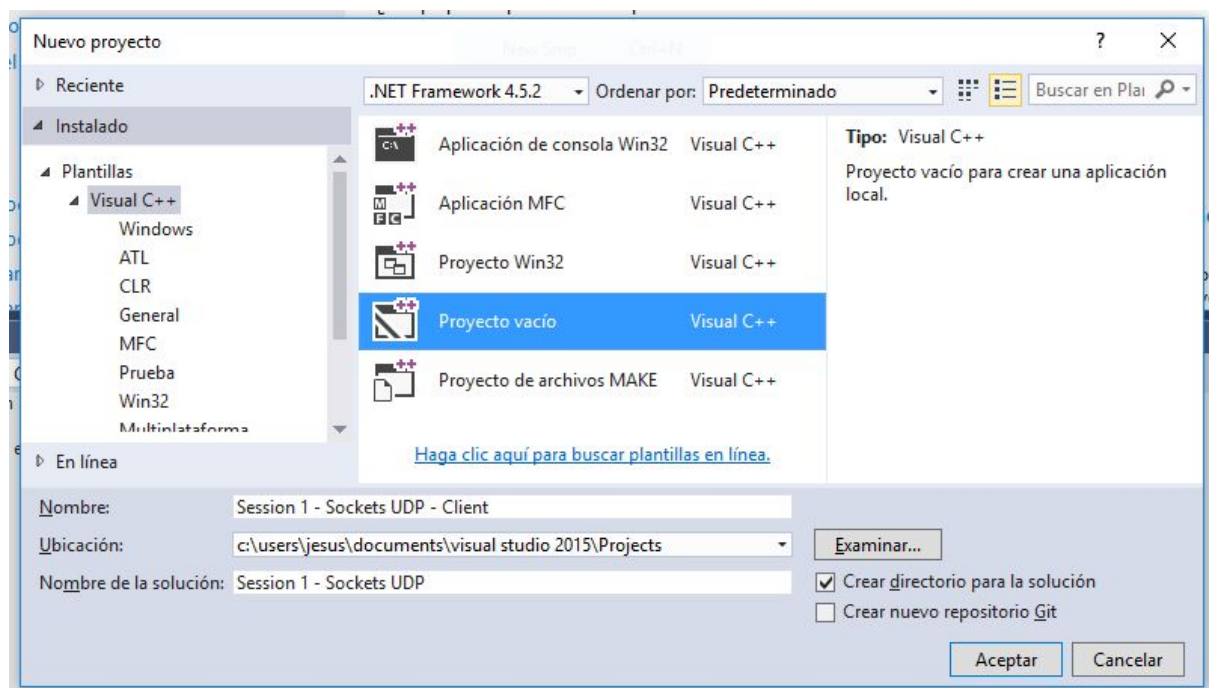 Nuevo proyecto ? ×
Reciente
.NET Framework 4.5.2 Ordenar por: Predeterminado Buscar en Pla
Instalado
Plantillas
Visual C++
Windows
ATL
CLR
General
MFC
Prueba
Win32
Multiplataforma
En línea
Aplicación de consola Win32 Visual C++
Aplicación MFC Visual C++
Proyecto Win32 Visual C++
Proyecto vacío Visual C++
Proyecto de archivos MAKE Visual C++
Haga clic aquí para buscar plantillas en línea.
Tipo: Visual C++
Proyecto vacío para crear una aplicación
local.
Nombre: Session 1 - Sockets UDP - Client
Ubicación: c:\users\jesus\documents\visual studio 2015\Projects Examinar...
Nombre de la solución: Session 1 - Sockets UDP
Crear directorio para la solución
Crear nuevo repositorio Git
Aceptar Cancelar